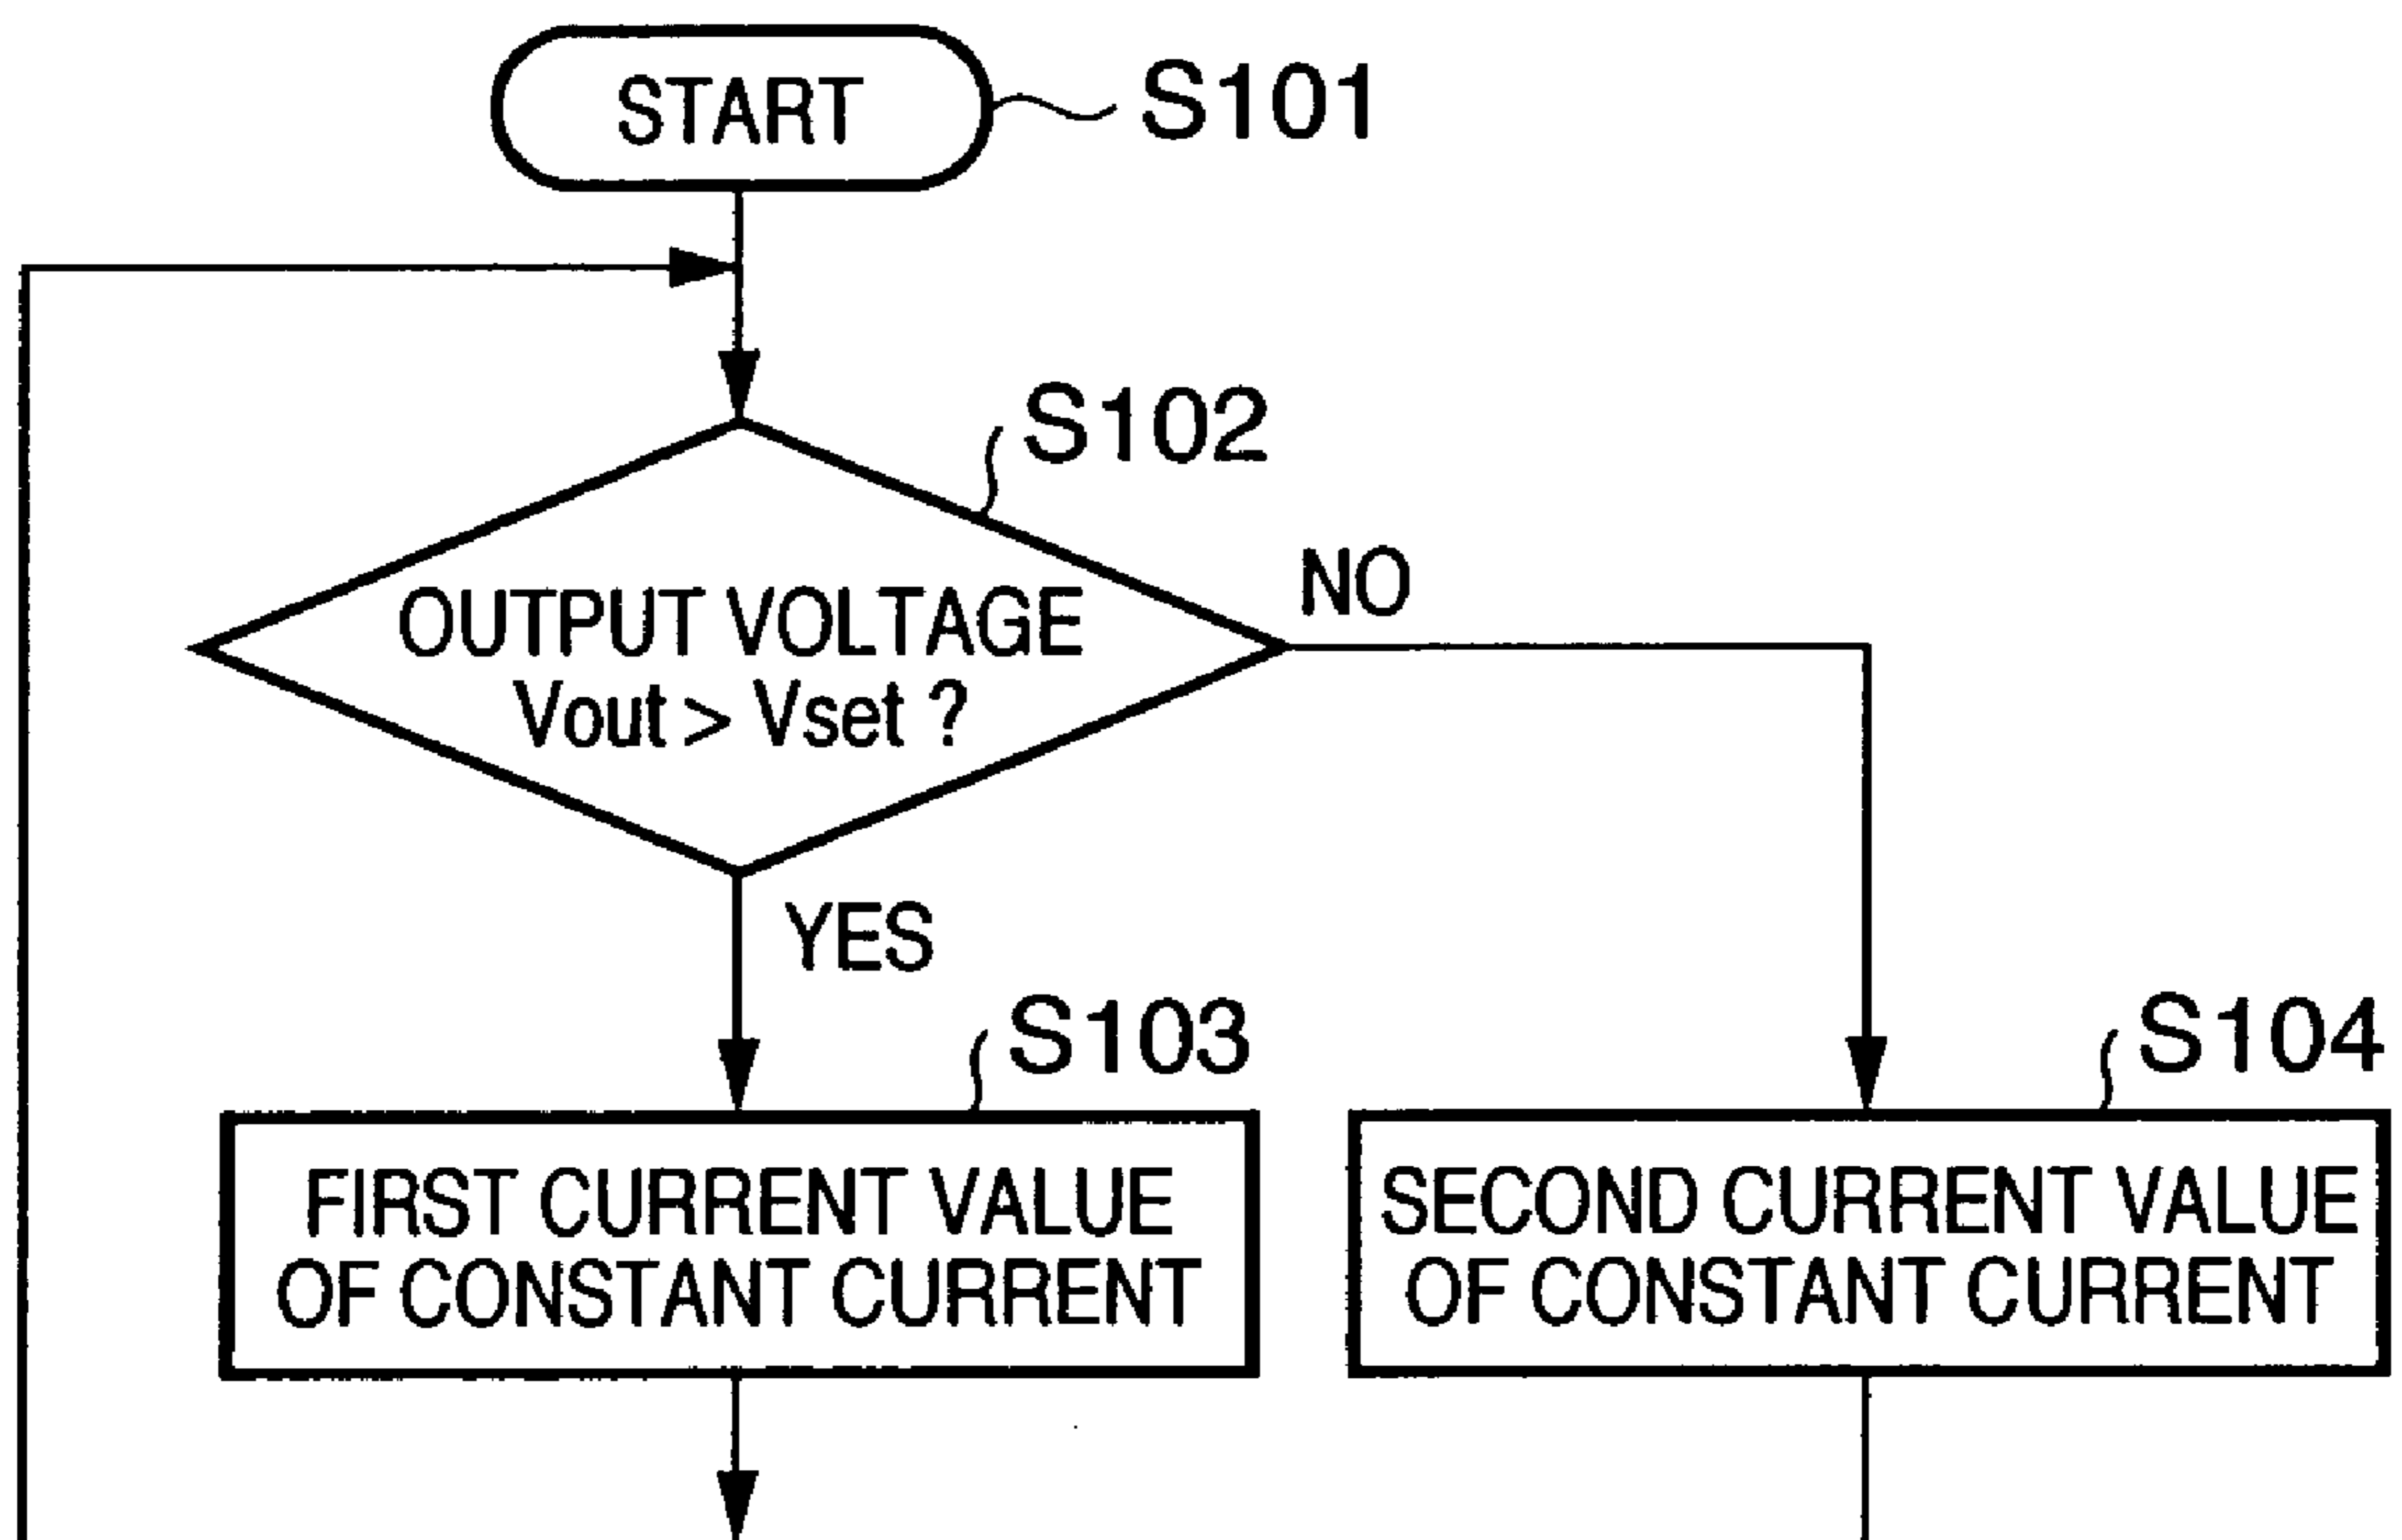 START
S101
S102
OUTPUT VOLTAGE
Vout > Vset ?
NO
YES
S103
S104
FIRST CURRENT VALUE
OF CONSTANT CURRENT
SECOND CURRENT VALUE
OF CONSTANT CURRENT